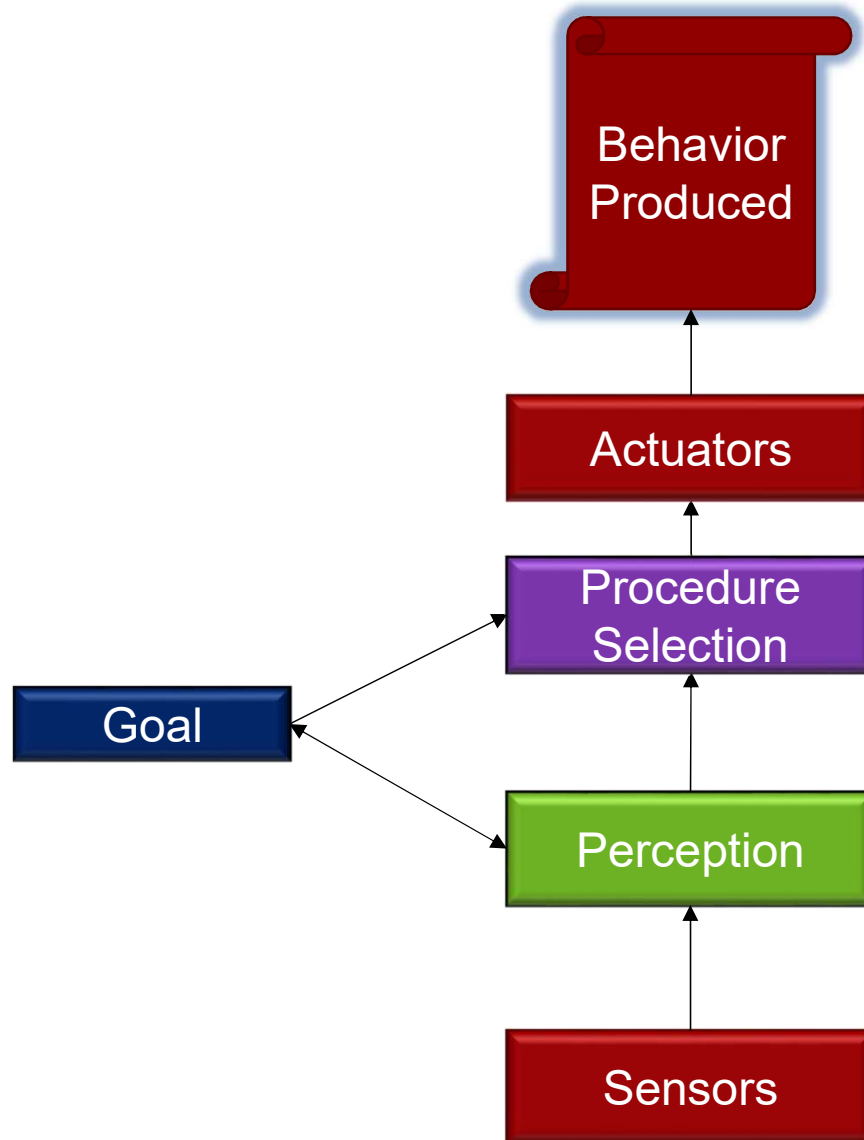 Behavior
Produced
Actuators
Procedure
Selection
Goal
Perception
Sensors